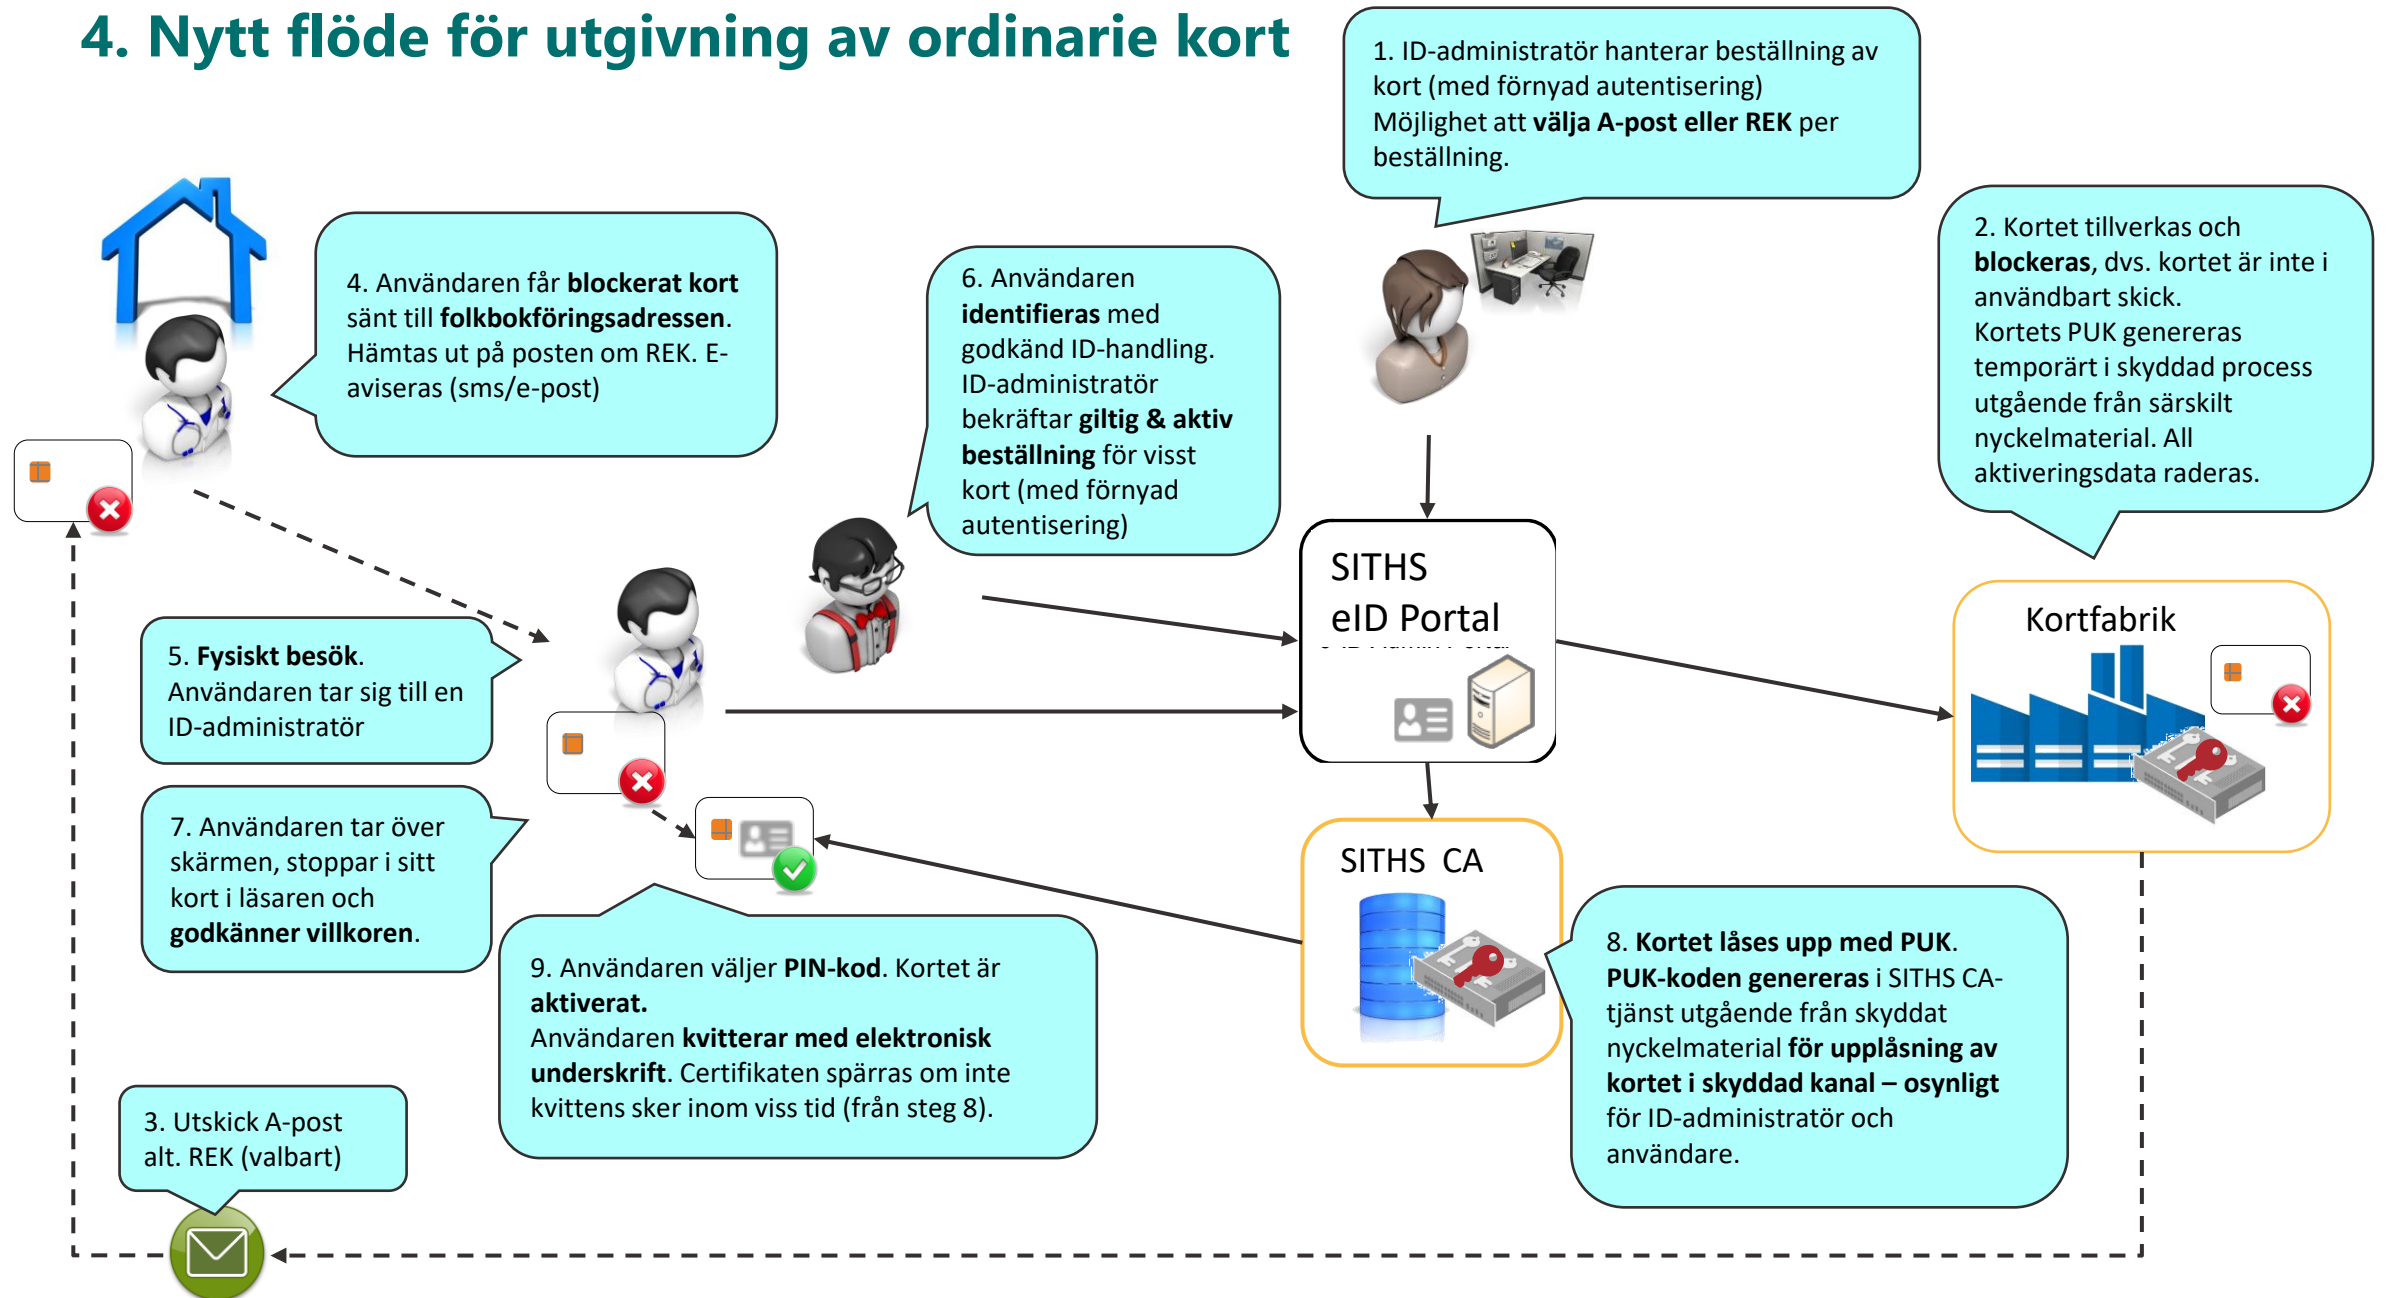 4. Nytt flöde för utgivning av ordinarie kort
1. ID-administratör hanterar beställning av
kort (med förnyad autentisering)
Möjlighet att välja A-post eller REK per
beställning.
2. Kortet tillverkas och
blockeras, dvs. kortet är inte i
användbart skick.
Kortets PUK genereras
temporärt i skyddad process
utgående från särskilt
nyckelmaterial. All
aktiveringsdata raderas.
4. Användaren får blockerat kort
sänt till folkbokföringsadressen.
Hämtas ut på posten om REK. E-
aviseras (sms/e-post)
6. Användaren
identifieras med
godkänd ID-handling.
ID-administratör
bekräftar giltig & aktiv
beställning för visst
kort (med förnyad
autentisering)
SITHS
eID Portal
Kortfabrik
5. Fysiskt besök.
Användaren tar sig till en
ID-administratör
7. Användaren tar över
skärmen, stoppar i sitt
kort i läsaren och
godkänner villkoren.
SITHS CA
9. Användaren väljer PIN-kod. Kortet är
aktiverat.
Användaren kvitterar med elektronisk
underskrift. Certifikaten spärras om inte
kvittens sker inom viss tid (från steg 8).
8. Kortet låses upp med PUK.
PUK-koden genereras i SITHS CA-
tjänst utgående från skyddat
nyckelmaterial för upplåsning av
kortet i skyddad kanal – osynligt
för ID-administratör och
användare.
3. Utskick A-post
alt. REK (valbart)